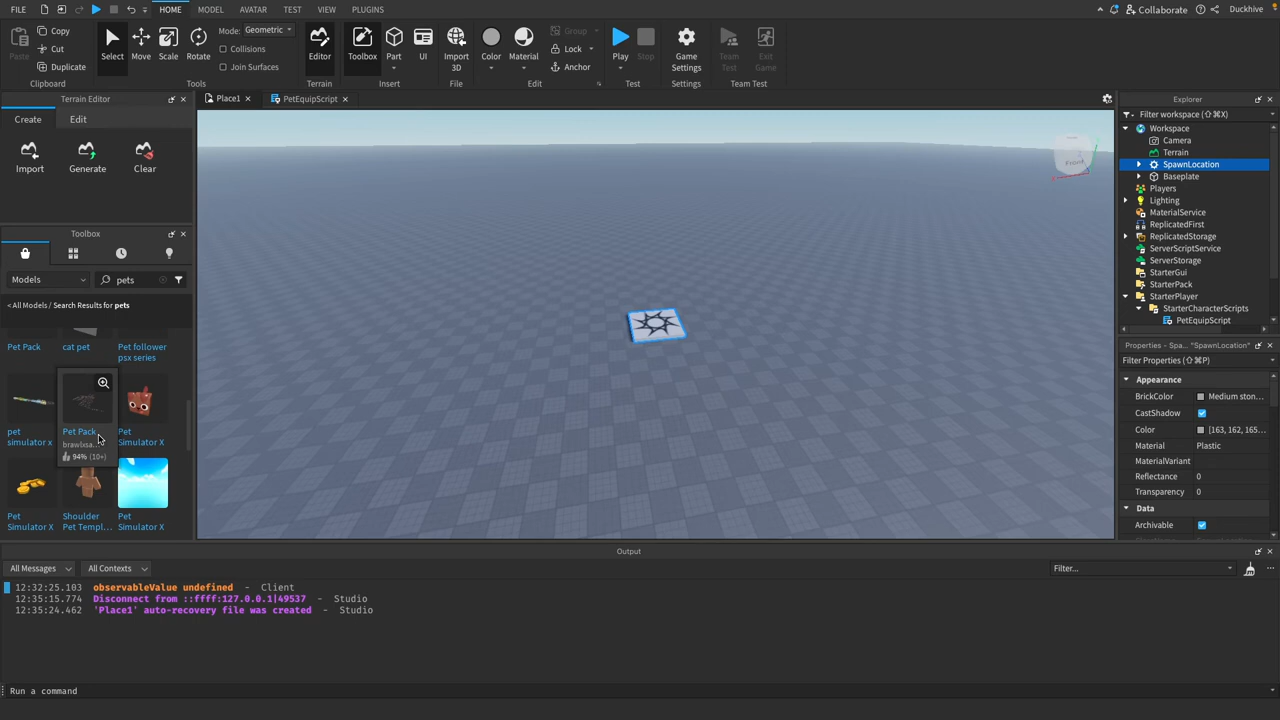 FILE HOME MODEL AVATAR TEST VIEW PLUGINS Collaborate Duckhive
Paste Copy Cut Duplicate Clipboard
Select Move Scale Rotate Mode: Geometric Collisions Join Surfaces Tools
Editor Terrain
Toolbox Part UI Insert
Import 3D File
Color Material Group Lock Anchor Edit
Play Stop Test
Game Settings Settings
Team Test Exit Game Team Test
Terrain Editor
Create Edit
Import Generate Clear
Toolbox
Models pets
< All Models / Search Results for pets
Pet Pack cat pet Pet follower psx series
pet simulator x Pet Pack Pet Simulator X
brawlxsa...
94% (10+)
Pet Simulator X Shoulder Pet Templ... Pet Simulator X
Place1 PetEquipScript
Front
Explorer
Filter workspace (⇧⌘X)
Workspace
Camera
Terrain
SpawnLocation
Baseplate
Players
Lighting
MaterialService
ReplicatedFirst
ReplicatedStorage
ServerScriptService
ServerStorage
StarterGui
StarterPack
StarterPlayer
StarterCharacterScripts
PetEquipScript
Properties - Spa... "SpawnLocation"
Filter Properties (⇧⌘P)
Appearance
BrickColor Medium ston...
CastShadow
Color [163, 162, 165...
Material Plastic
MaterialVariant
Reflectance 0
Transparency 0
Data
Archivable
Output
All Messages All Contexts Filter...
12:32:25.103 observableValue undefined - Client
12:35:15.774 Disconnect from ::ffff:127.0.0.1|49537 - Studio
12:35:24.462 'Place1' auto-recovery file was created - Studio
Run a command